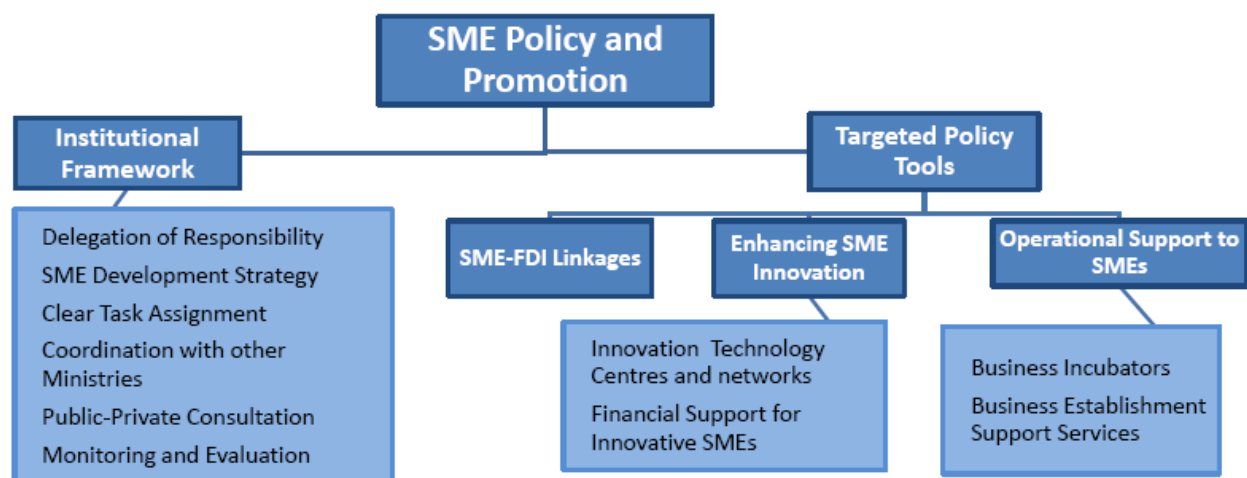 SME Policy and
Promotion
Institutional
Framework
Targeted Policy
Tools
Delegation of Responsibility
SME Development Strategy
Clear Task Assignment
Coordination with other
Ministries
Public-Private Consultation
Monitoring and Evaluation
SME-FDI Linkages
Enhancing SME
Innovation
Operational Support to
SMEs
Innovation Technology
Centres and networks
Financial Support for
Innovative SMEs
Business Incubators
Business Establishment
Support Services